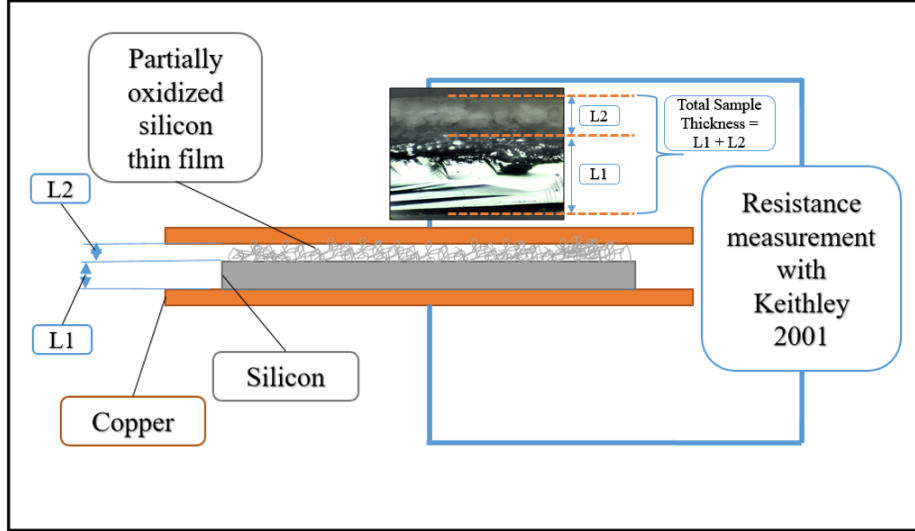 Partially
oxidized
silicon
thin film
L2
L1
Total Sample
Thickness =
L1 + L2
L2
L1
Resistance
measurement
with
Keithley
2001
Silicon
Copper